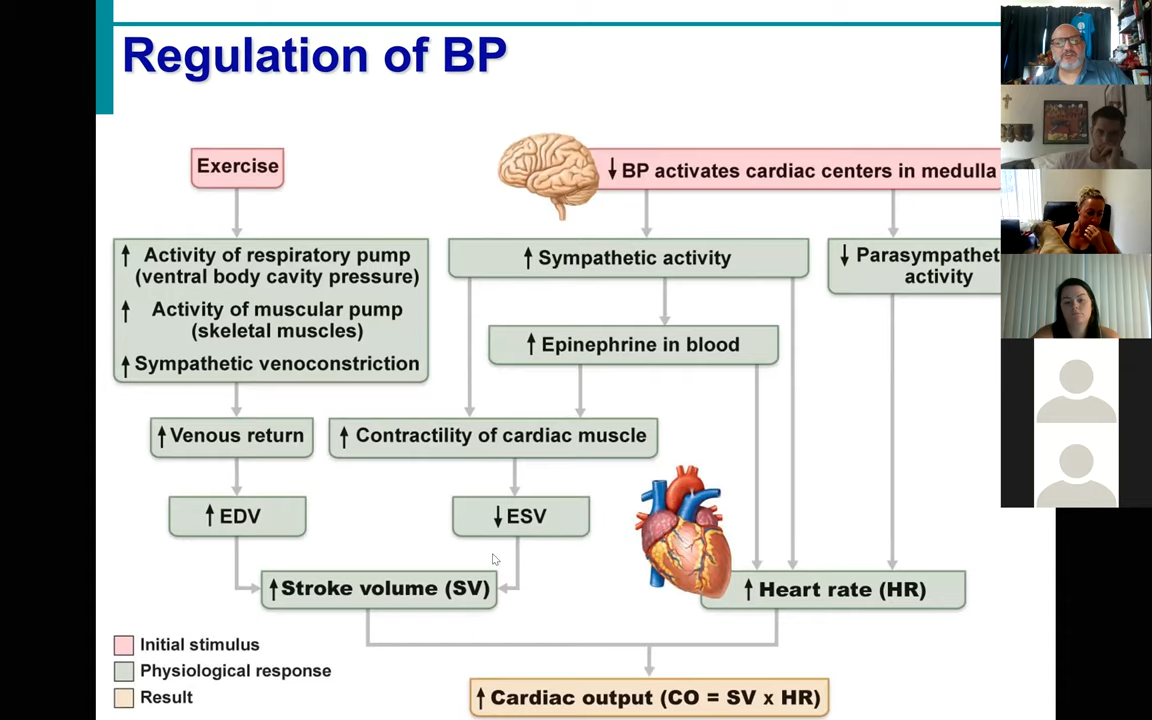 Regulation of BP
Exercise
↓ BP activates cardiac centers in medulla
↑ Activity of respiratory pump
(ventral body cavity pressure)
↑ Activity of muscular pump
(skeletal muscles)
↑ Sympathetic venoconstriction
↑ Sympathetic activity
↓ Parasympathet
activity
↑ Epinephrine in blood
↑ Venous return
↑ Contractility of cardiac muscle
↑ EDV
↓ ESV
↑ Stroke volume (SV)
↑ Heart rate (HR)
Initial stimulus
Physiological response
Result
↑ Cardiac output (CO = SV x HR)